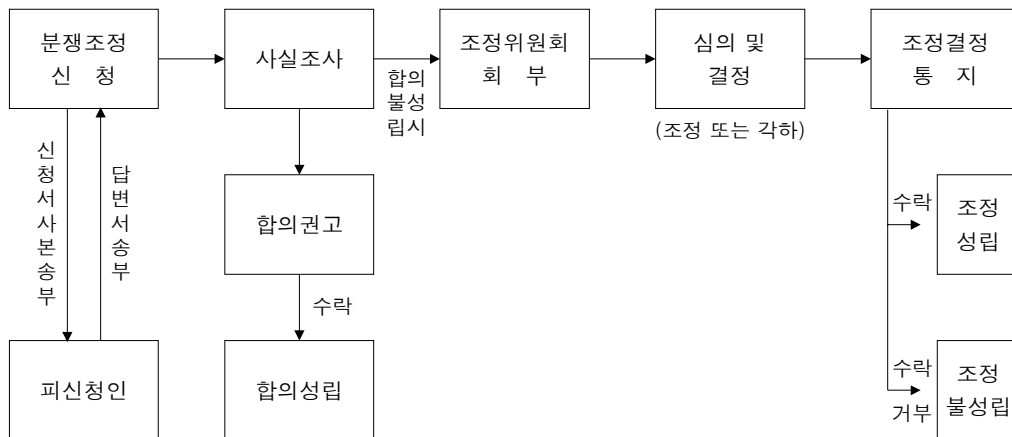 분쟁조정
신 청
사실조사
합의
불성
립시
조정위원회
회 부
심의 및
결정
(조정 또는 각하)
조정결정
통 지
신청서사본송부
답변서송부
합의권고
수락
조정
성립
수락
피신청인
합의성립
수락
거부
조정
불성립